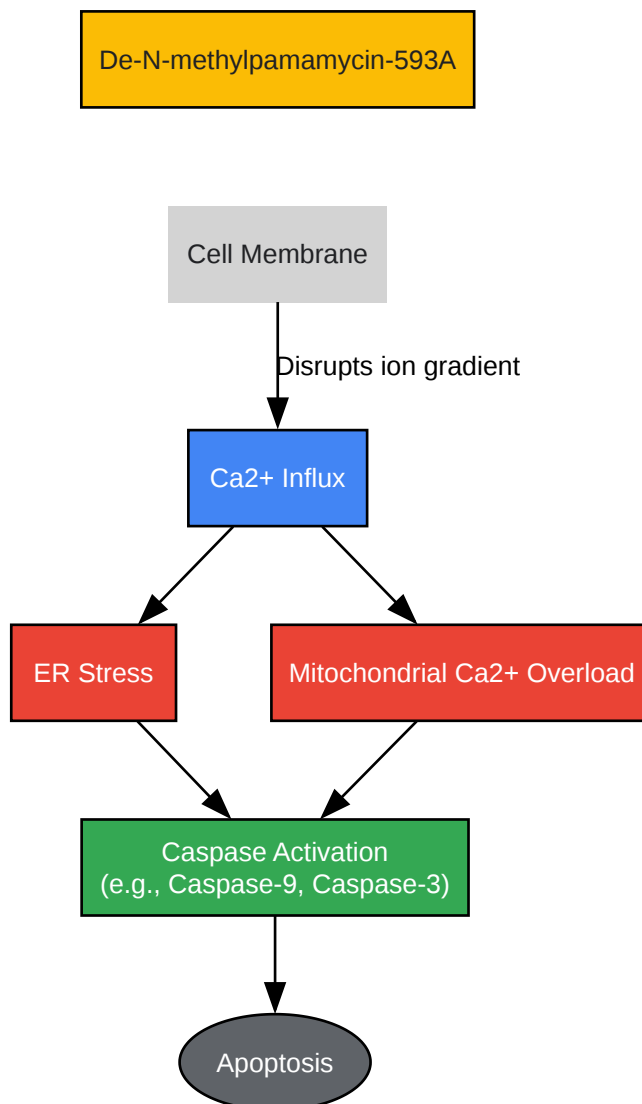 De-N-methylpamamycin-593A
Cell Membrane
Disrupts ion gradient
Ca2+ Influx
ER Stress
Mitochondrial Ca2+ Overload
Caspase Activation
(e.g., Caspase-9, Caspase-3)
Apoptosis